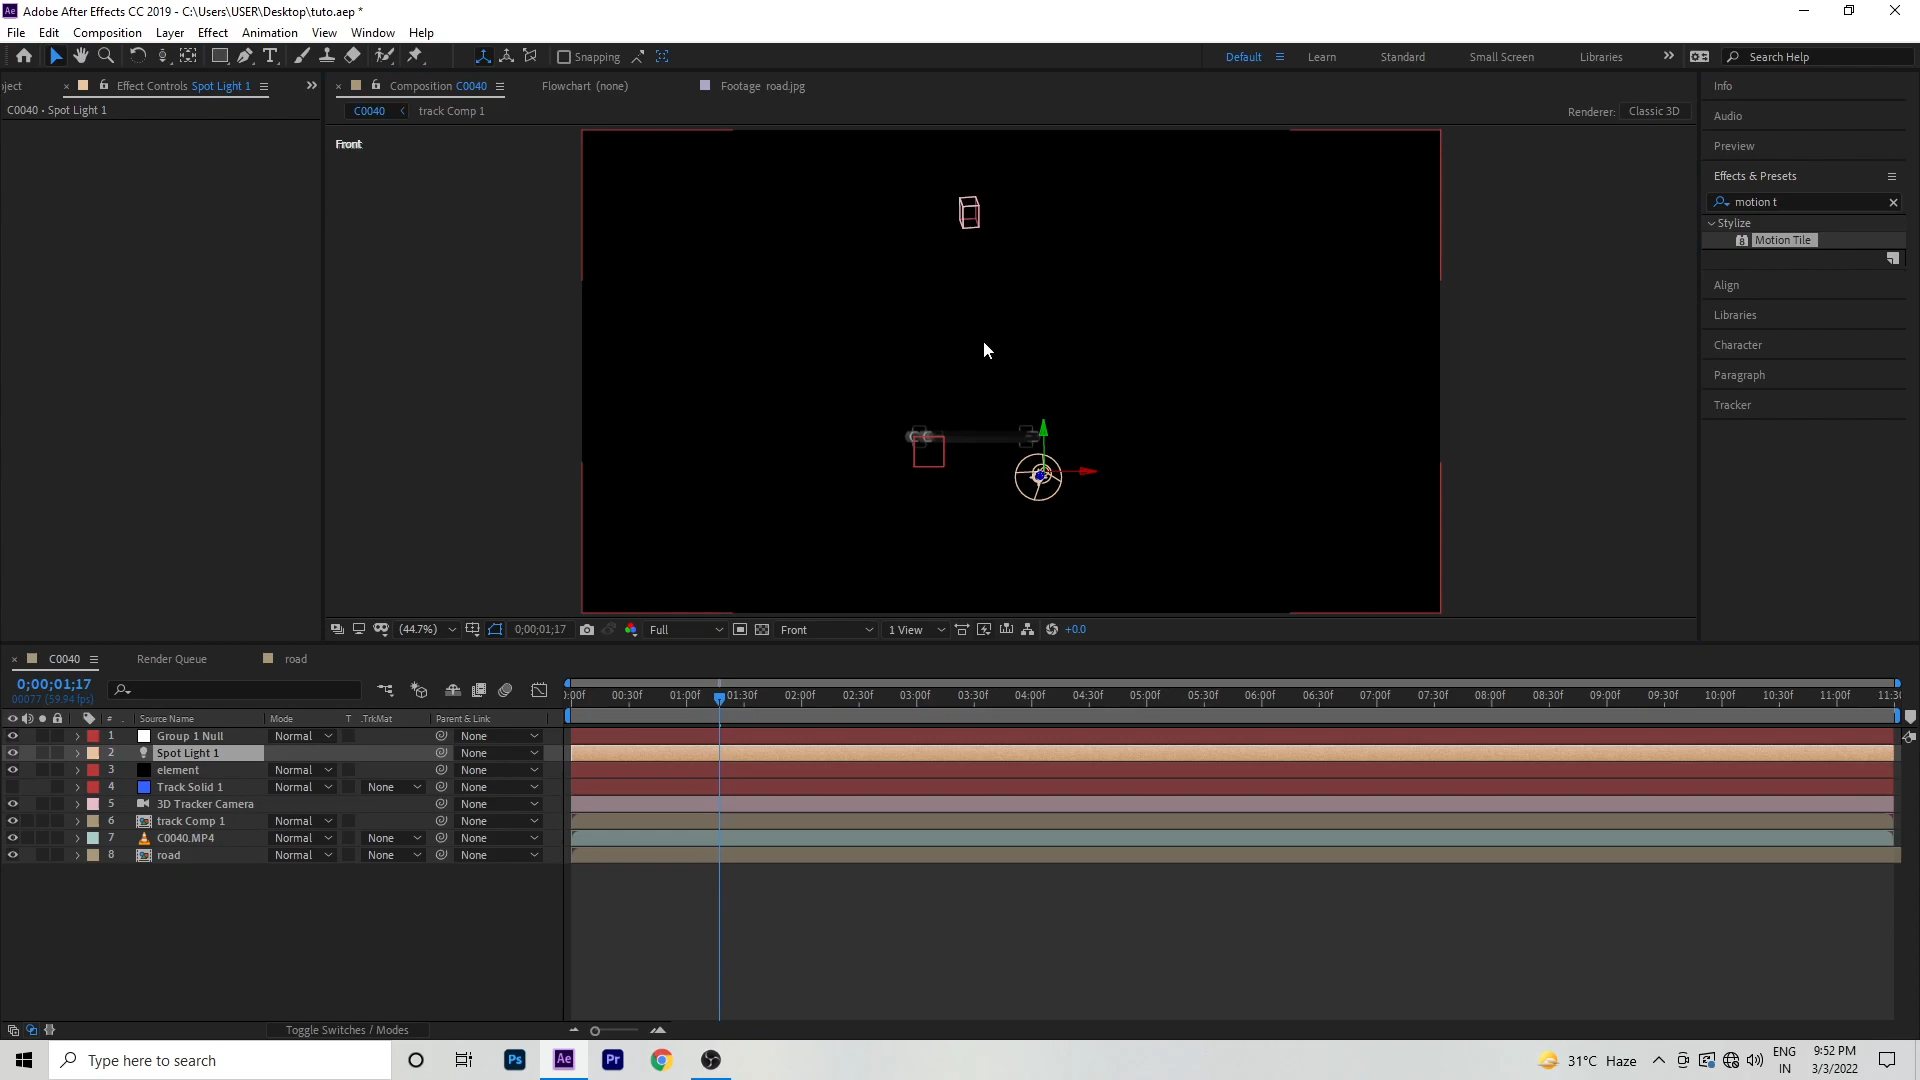 Adobe After Effects CC 2019 - C:\Users\USER\Desktop\tuto.aep *
File Edit Composition Layer Effect Animation View Window Help
Snapping
Default Learn Standard Small Screen Libraries Search Help
ject Effect Controls Spot Light 1
Composition C0040 Flowchart (none) Footage road.jpg
C0040 • Spot Light 1
C0040 track Comp 1
Renderer: Classic 3D
Front
Info
Audio
Preview
Effects & Presets
motion t
Stylize
Motion Tile
Align
Libraries
Character
Paragraph
Tracker
(44.7%) 0;00;01;17 Full Front 1 View +0.0
C0040 Render Queue road
0;00;01;17
00077 (59.94 fps)
:00f 00:30f 01:00f 01:30f 02:00f 02:30f 03:00f 03:30f 04:00f 04:30f 05:00f 05:30f 06:00f 06:30f 07:00f 07:30f 08:00f 08:30f 09:00f 09:30f 10:00f 10:30f 11:00f 11:30
# Source Name Mode T .TrkMat Parent & Link
1 Group 1 Null Normal None
2 Spot Light 1 None
3 element Normal None
4 Track Solid 1 Normal None None
5 3D Tracker Camera None
6 track Comp 1 Normal None
7 C0040.MP4 Normal None None
8 road Normal None None
Toggle Switches / Modes
Type here to search
Ps Ae Pr
31°C Haze
ENG
IN
9:52 PM
3/3/2022